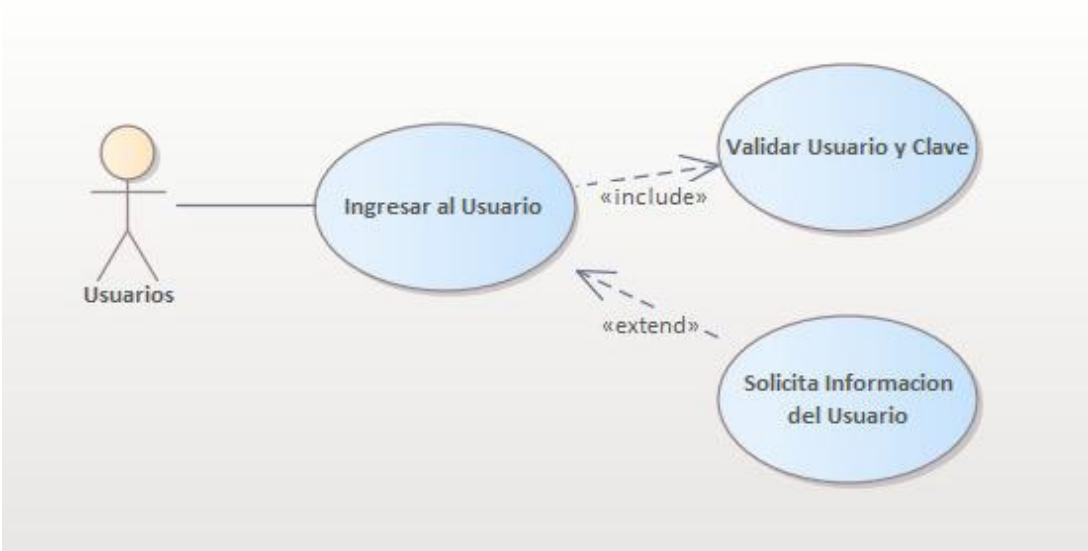 Validar Usuario y Clave
Ingresar al Usuario
«include»
Usuarios
«extend»
Solicita Informacion
del Usuario